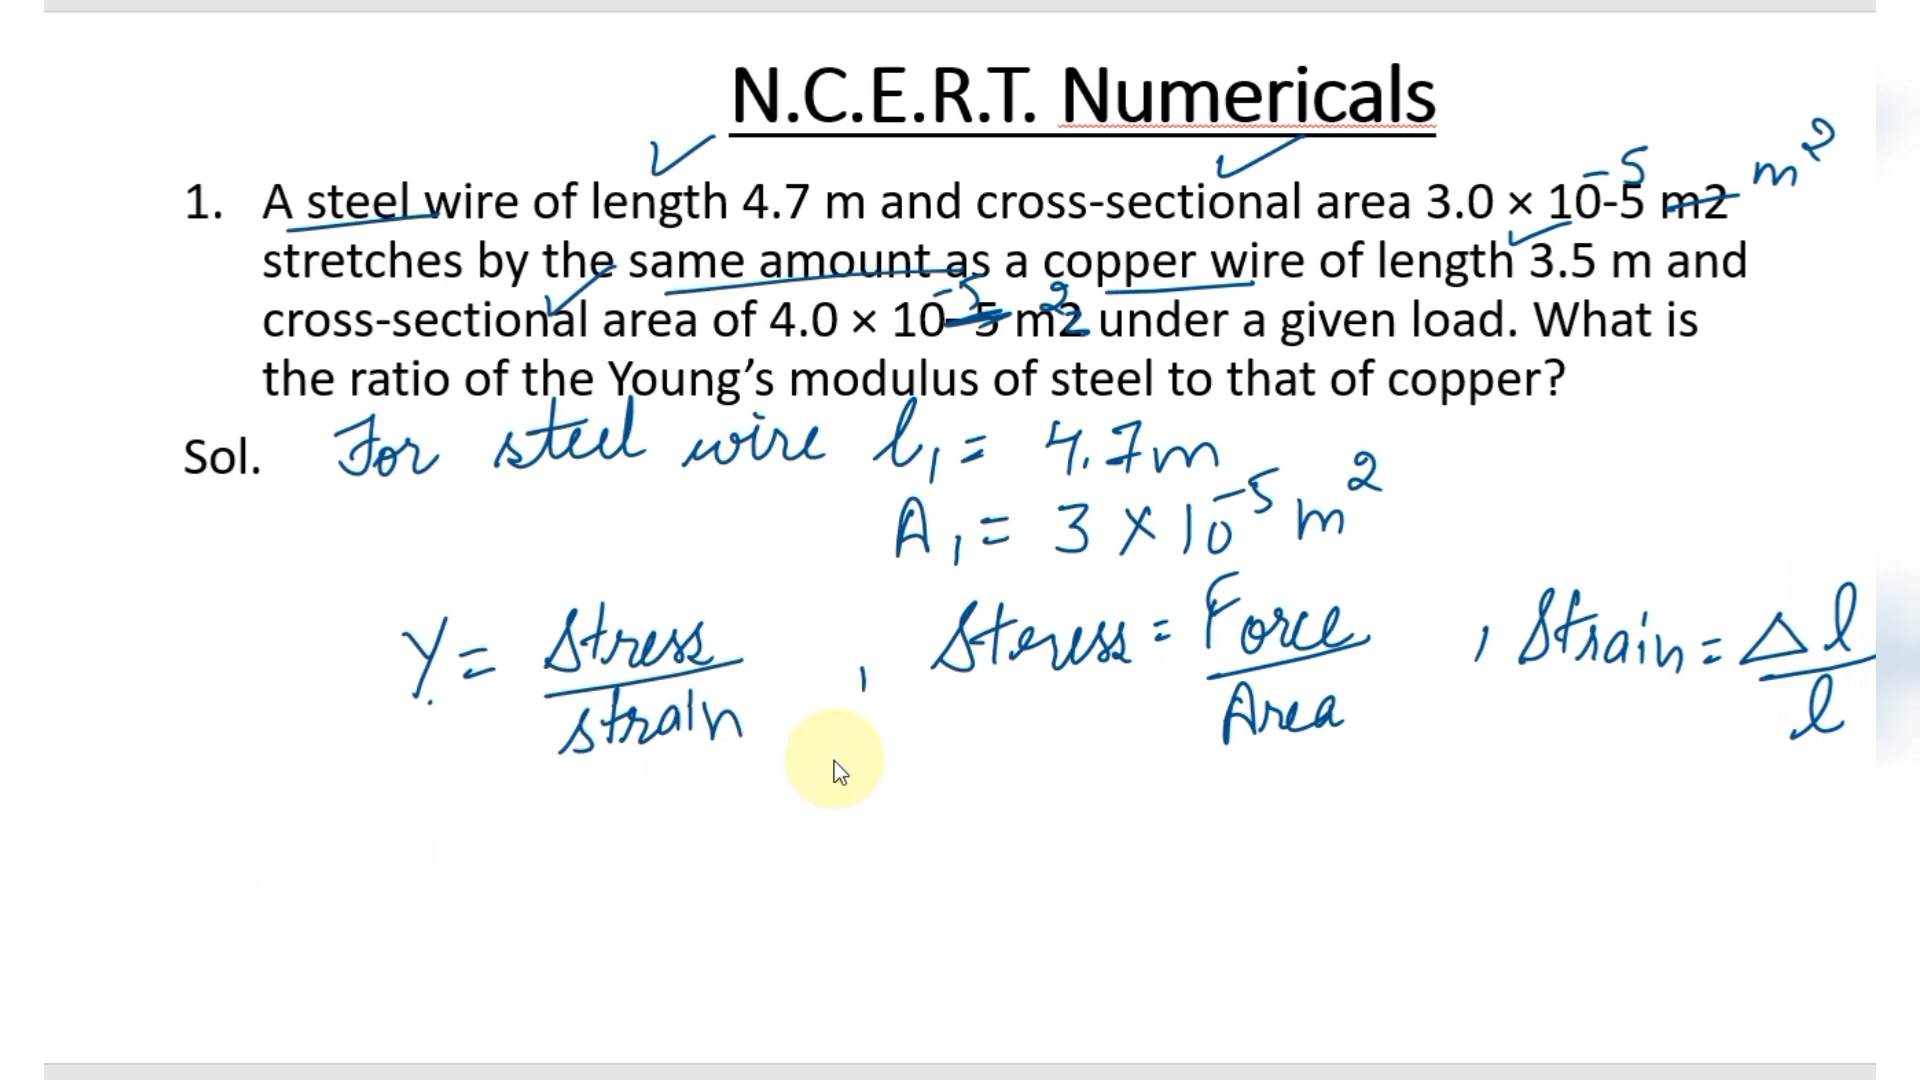 N.C.E.R.T. Numericals
1. A steel wire of length 4.7 m and cross-sectional area 3.0 × 10-5 m2 -5 m²
stretches by the same amount as a copper wire of length 3.5 m and
cross-sectional area of 4.0 × 10-5 m2 under a given load. What is
the ratio of the Young's modulus of steel to that of copper?
Sol. For steel wire l₁ = 4.7m
A₁ = 3 × 10⁻⁵ m²
Y = Stress/strain , Stress = Force/Area , Strain = Δl/l